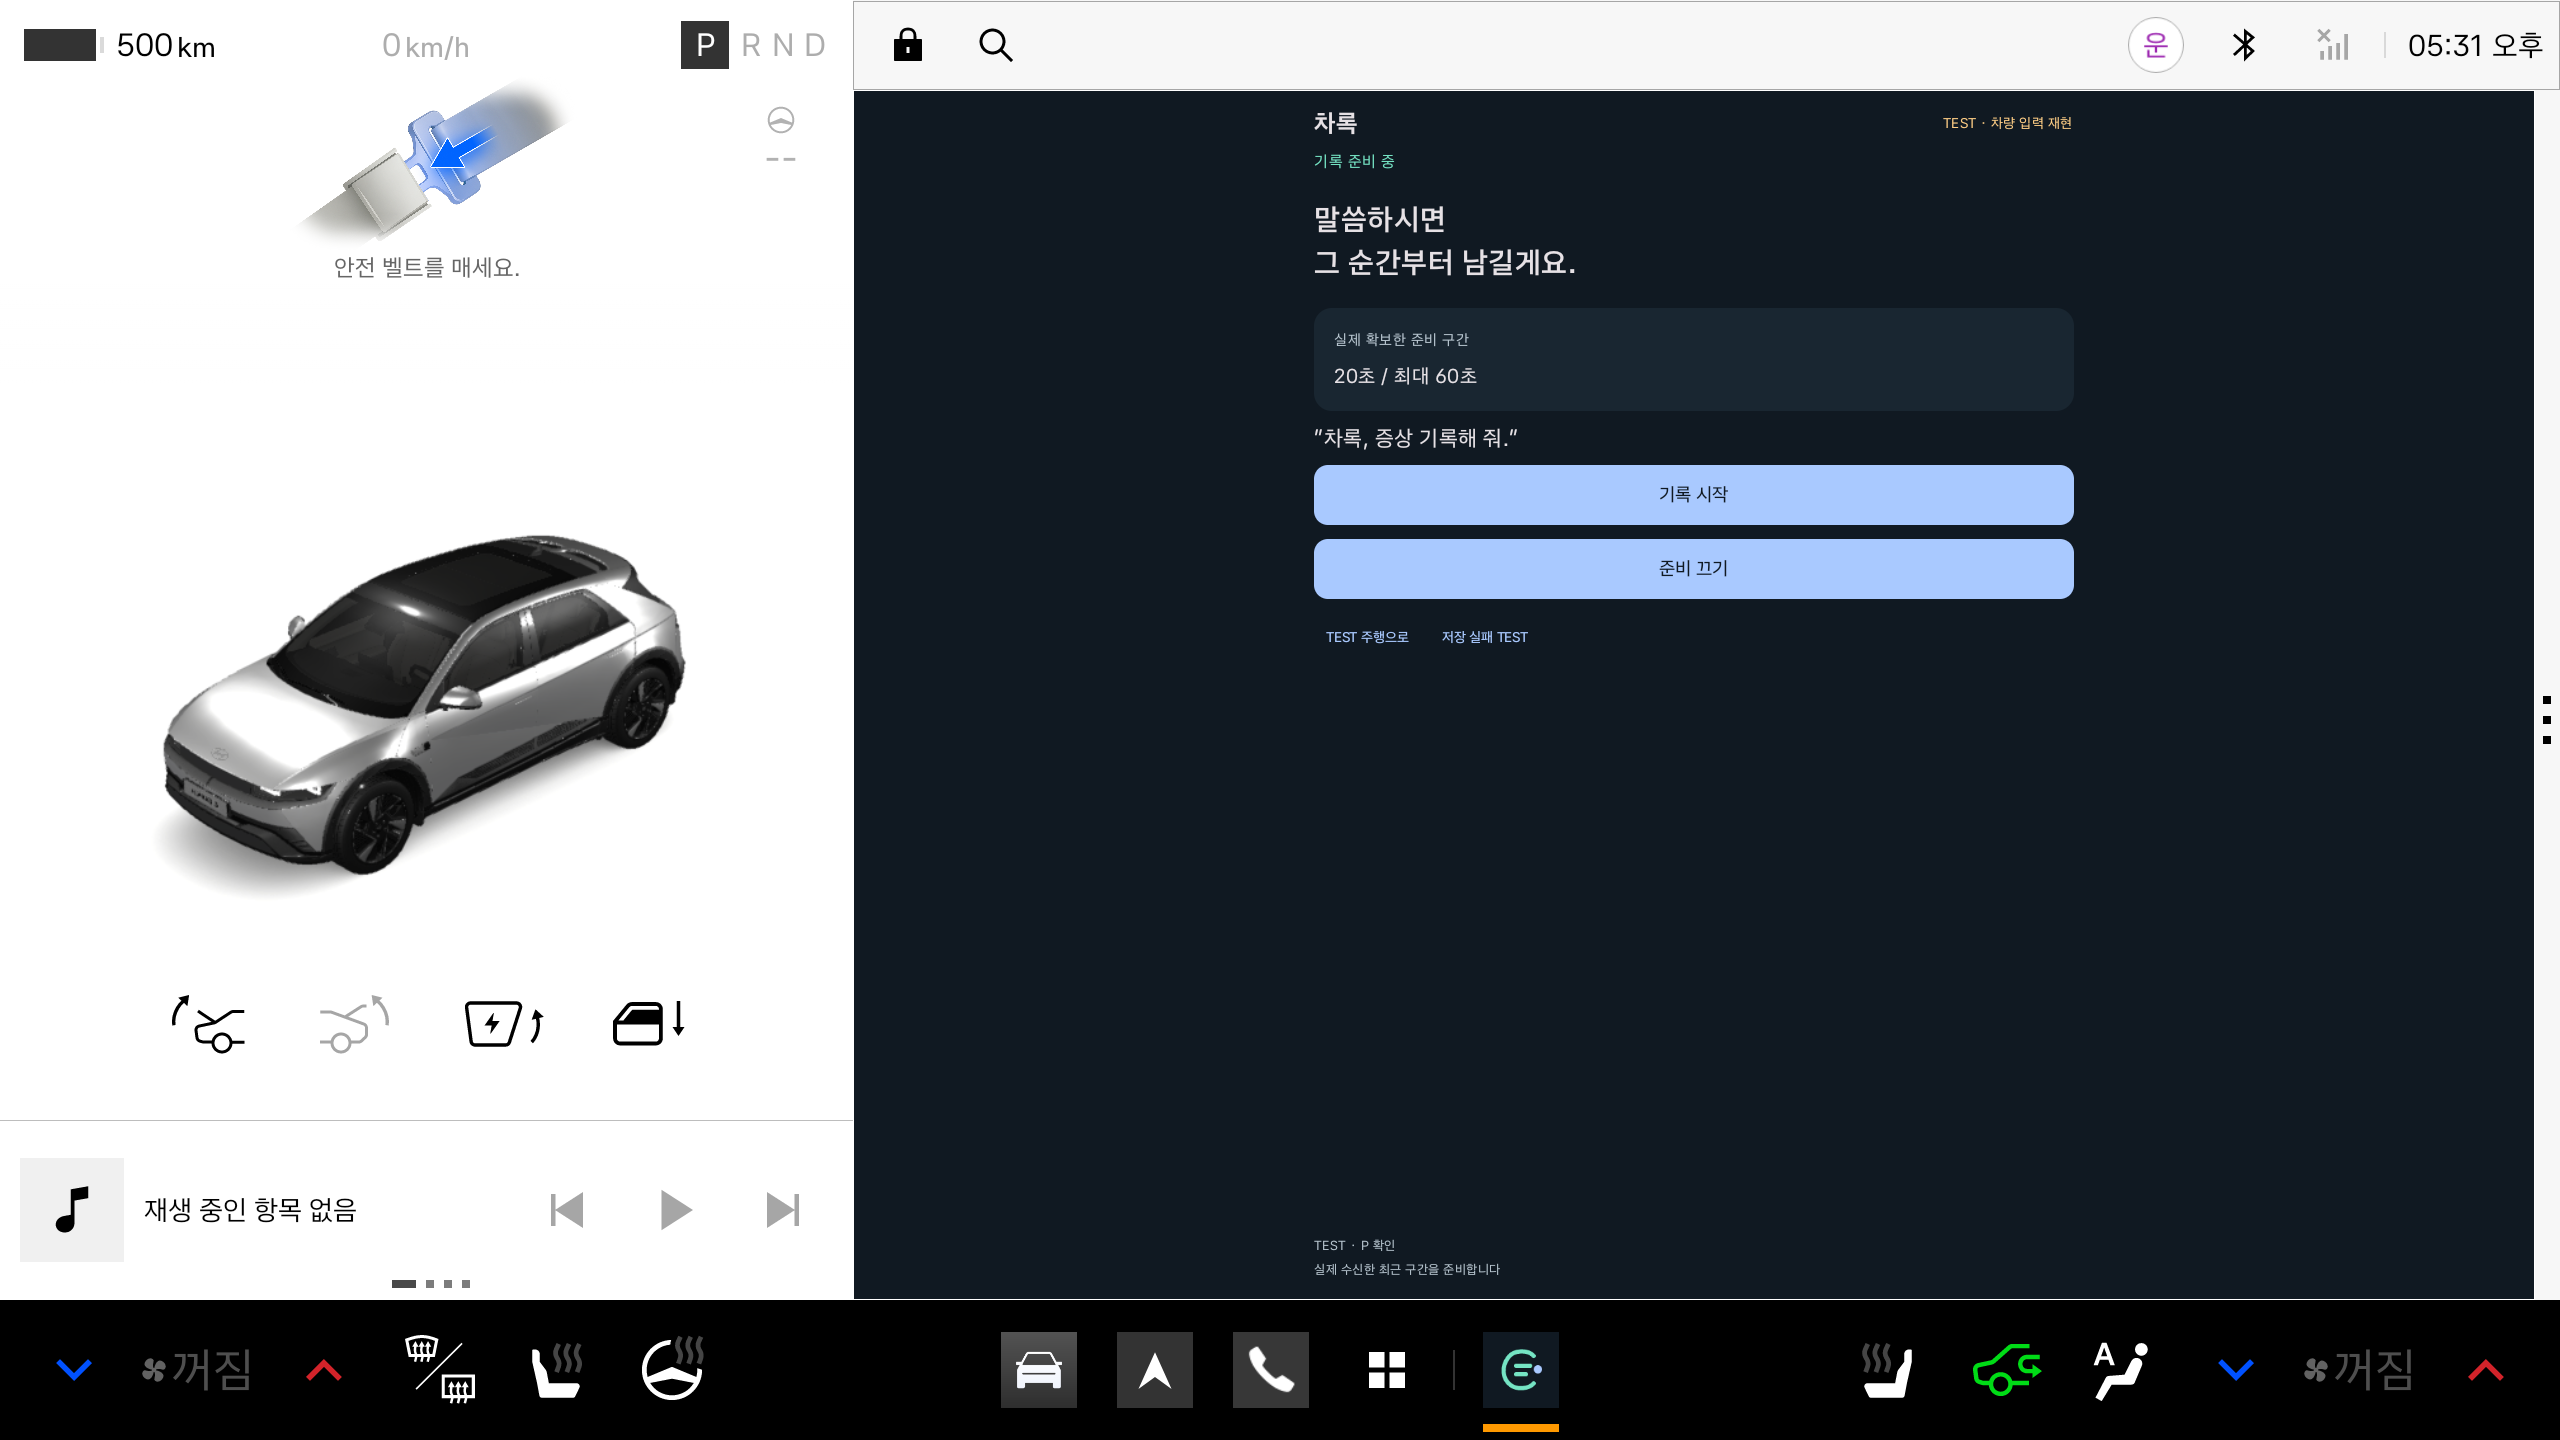 500 km
0 km/h
P R N D
운
05:31 오후
안전 벨트를 매세요.
차록
TEST · 차량 입력 재현
기록 준비 중
말씀하시면
그 순간부터 남길게요.
실제 확보한 준비 구간
20초 / 최대 60초
"차록, 증상 기록해 줘."
기록 시작
준비 끄기
TEST 주행으로
저장 실패 TEST
재생 중인 항목 없음
TEST · P 확인
실제 수신한 최근 구간을 준비합니다
꺼짐
A
꺼짐